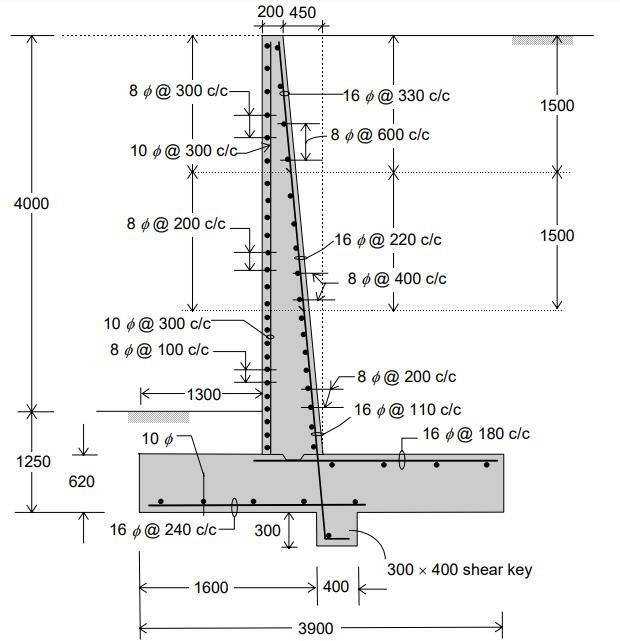 200 450
8 ϕ @ 300 c/c
16 ϕ @ 330 c/c
1500
8 ϕ @ 600 c/c
10 ϕ @ 300 c/c
4000
8 ϕ @ 200 c/c
16 ϕ @ 220 c/c
1500
8 ϕ @ 400 c/c
10 ϕ @ 300 c/c
8 ϕ @ 100 c/c
8 ϕ @ 200 c/c
1300
16 ϕ @ 110 c/c
16 ϕ @ 180 c/c
10 ϕ
1250
620
16 ϕ @ 240 c/c
300
300 × 400 shear key
1600
400
3900